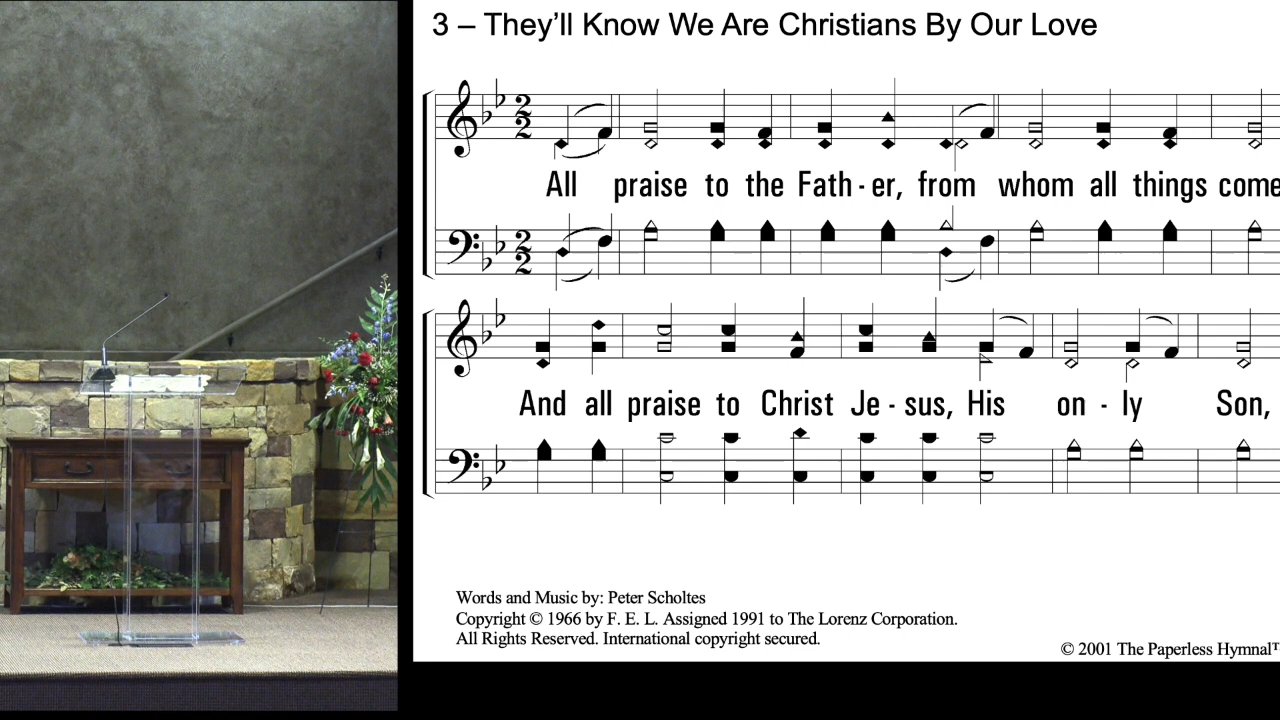 3 – They’ll Know We Are Christians By Our Love
All praise to the Fath - er, from whom all things come
And all praise to Christ Je - sus, His on - ly Son,
Words and Music by: Peter Scholtes
Copyright © 1966 by F. E. L. Assigned 1991 to The Lorenz Corporation.
All Rights Reserved. International copyright secured.
© 2001 The Paperless Hymnal™